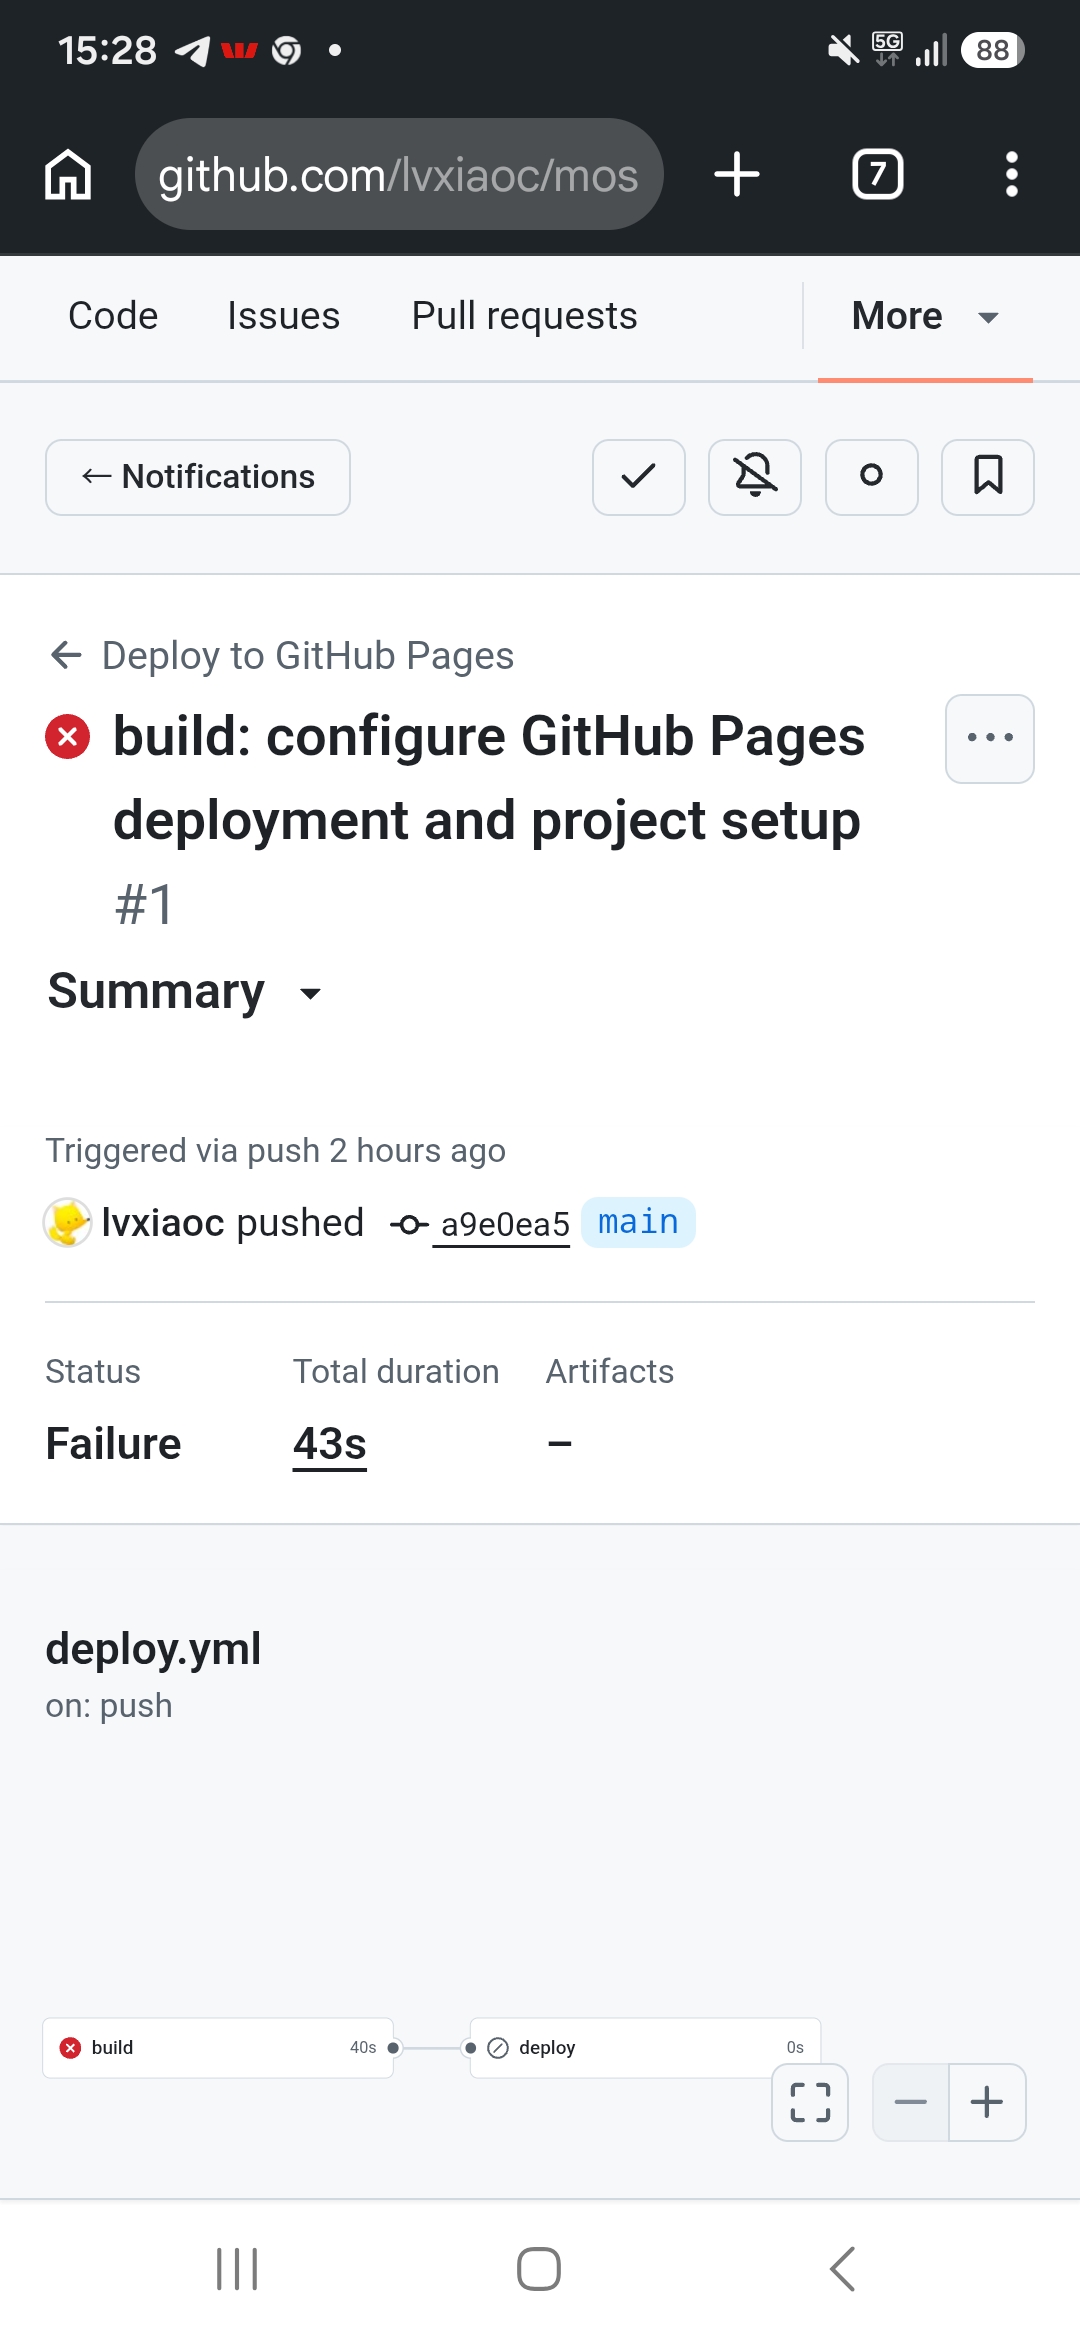 15:28
5G
88
github.com/lvxiaoc/mos
7
Code Issues Pull requests More
← Notifications
← Deploy to GitHub Pages
build: configure GitHub Pages
deployment and project setup
#1
Summary
Triggered via push 2 hours ago
lvxiaoc pushed a9e0ea5 main
Status Total duration Artifacts
Failure 43s –
deploy.yml
on: push
build 40s deploy 0s